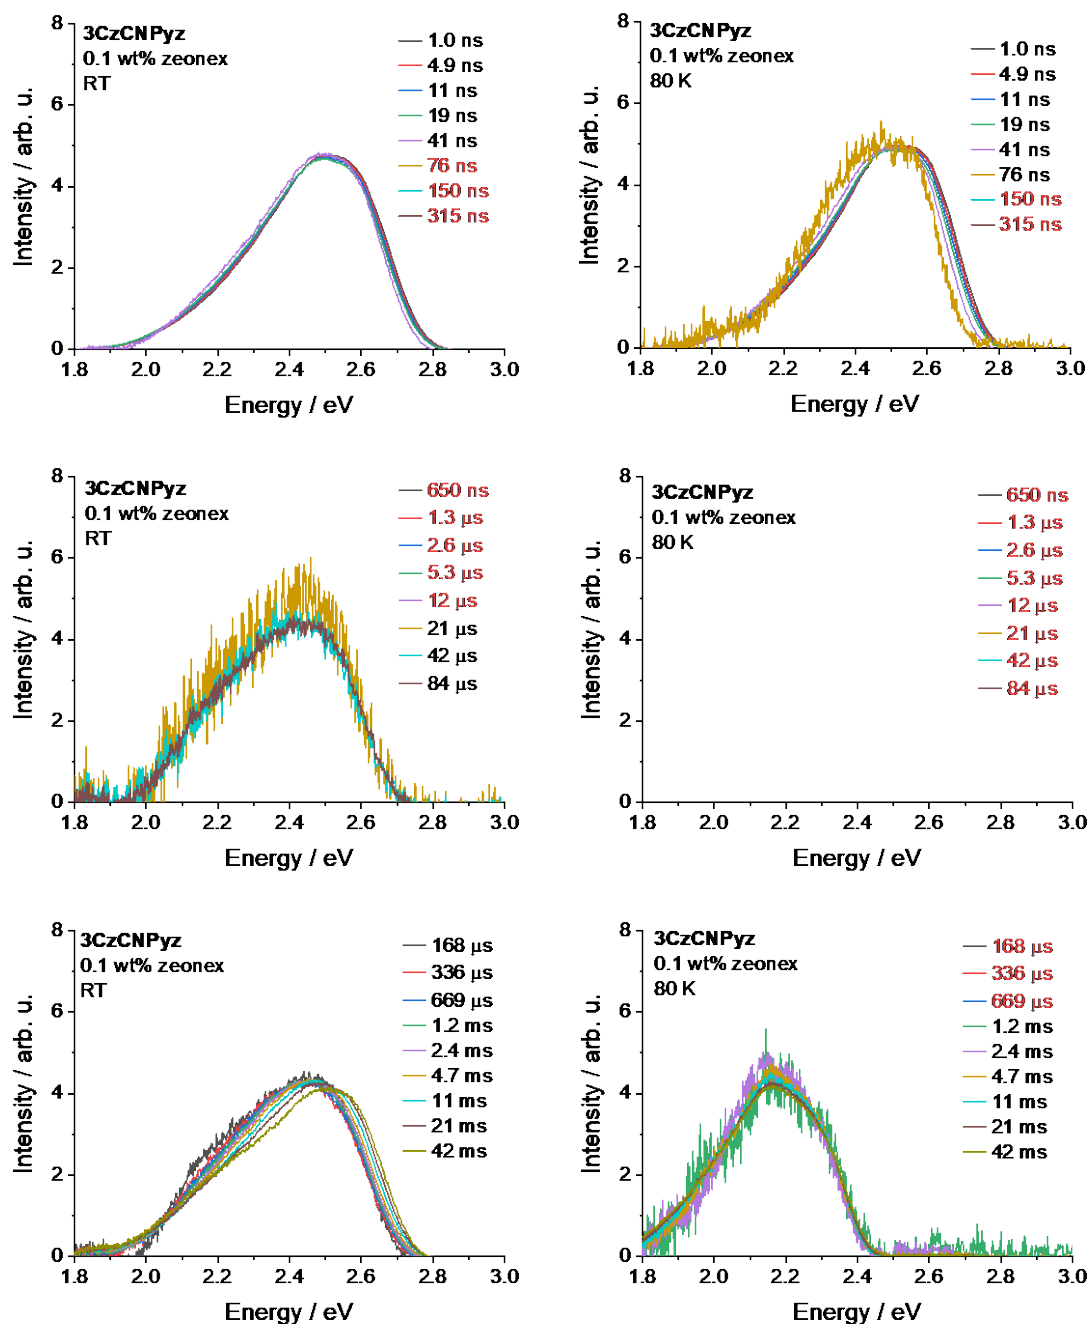 3CzCNPyz
0.1 wt% zeonex
RT
1.0 ns
4.9 ns
11 ns
19 ns
41 ns
76 ns
150 ns
315 ns
8
6
4
2
0
1.8 2.0 2.2 2.4 2.6 2.8 3.0
Intensity / arb. u.
Energy / eV
3CzCNPyz
0.1 wt% zeonex
80 K
1.0 ns
4.9 ns
11 ns
19 ns
41 ns
76 ns
150 ns
315 ns
8
6
4
2
0
1.8 2.0 2.2 2.4 2.6 2.8 3.0
Intensity / arb. u.
Energy / eV
3CzCNPyz
0.1 wt% zeonex
RT
650 ns
1.3 μs
2.6 μs
5.3 μs
12 μs
21 μs
42 μs
84 μs
8
6
4
2
0
1.8 2.0 2.2 2.4 2.6 2.8 3.0
Intensity / arb. u.
Energy / eV
3CzCNPyz
0.1 wt% zeonex
80 K
650 ns
1.3 μs
2.6 μs
5.3 μs
12 μs
21 μs
42 μs
84 μs
8
6
4
2
0
1.8 2.0 2.2 2.4 2.6 2.8 3.0
Intensity / arb. u.
Energy / eV
3CzCNPyz
0.1 wt% zeonex
RT
168 μs
336 μs
669 μs
1.2 ms
2.4 ms
4.7 ms
11 ms
21 ms
42 ms
8
6
4
2
0
1.8 2.0 2.2 2.4 2.6 2.8 3.0
Intensity / arb. u.
Energy / eV
3CzCNPyz
0.1 wt% zeonex
80 K
168 μs
336 μs
669 μs
1.2 ms
2.4 ms
4.7 ms
11 ms
21 ms
42 ms
8
6
4
2
0
1.8 2.0 2.2 2.4 2.6 2.8 3.0
Intensity / arb. u.
Energy / eV